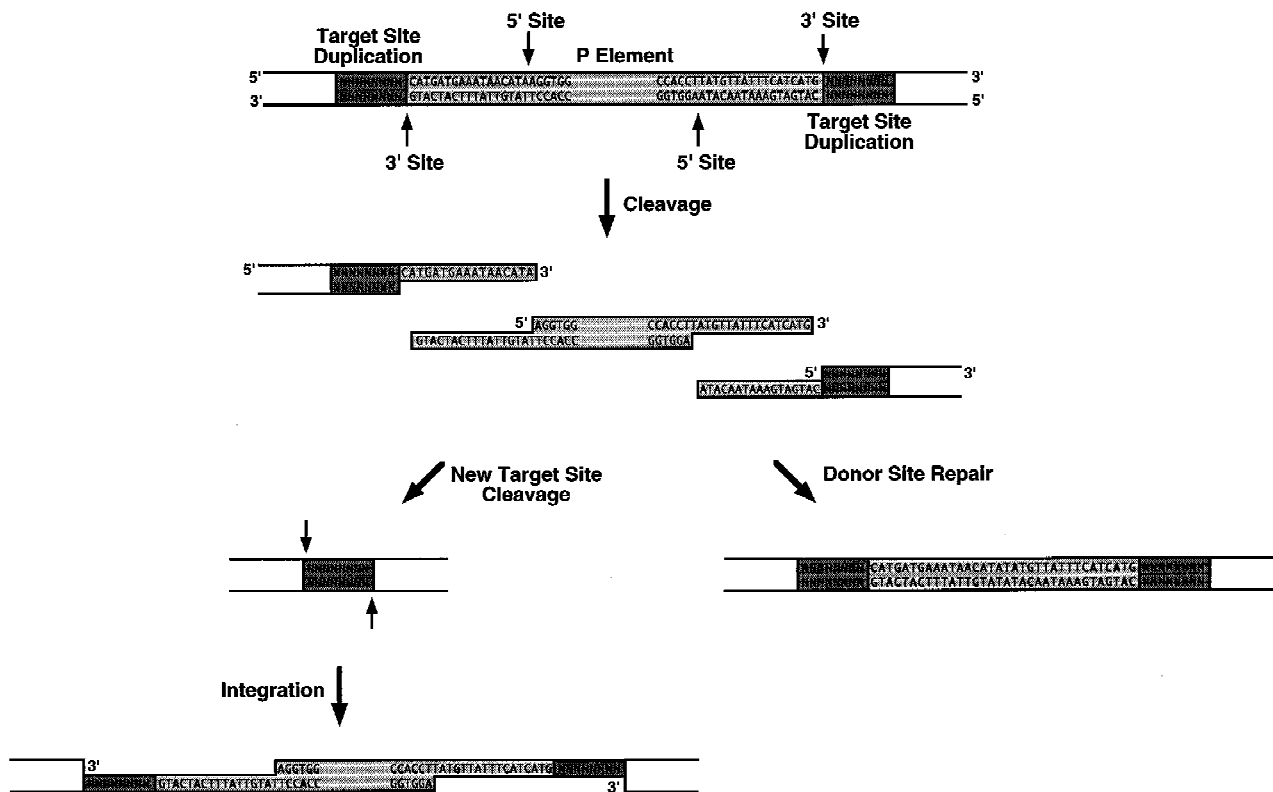 5' Site
3' Site
Target Site
Duplication
P Element
5'
CATGATGAAATAACATAAGGTGG
CCACCTTATGTTATTTCATCATG
3'
3'
GTACTACTTTATTGTATTCCACC
GGTGGAATACAATAAAGTAGTAC
5'
3' Site
5' Site
Target Site
Duplication
Cleavage
5'
CATGATGAAATAACATA
3'
5'
AGGTGG
CCACCTTATGTTATTTCATCATG
3'
GTACTACTTTATTGTATTCCACC
GGTGGA
5'
3'
ATACAATAAAGTAGTAC
New Target Site
Cleavage
Donor Site Repair
CATGATGAAATAACATATATGTTATTTCATCATG
GTACTACTTTATTGTATATACAATAAAGTAGTAC
Integration
3'
AGGTGG
CCACCTTATGTTATTTCATCATG
GTACTACTTTATTGTATTCCACC
GGTGGA
3'